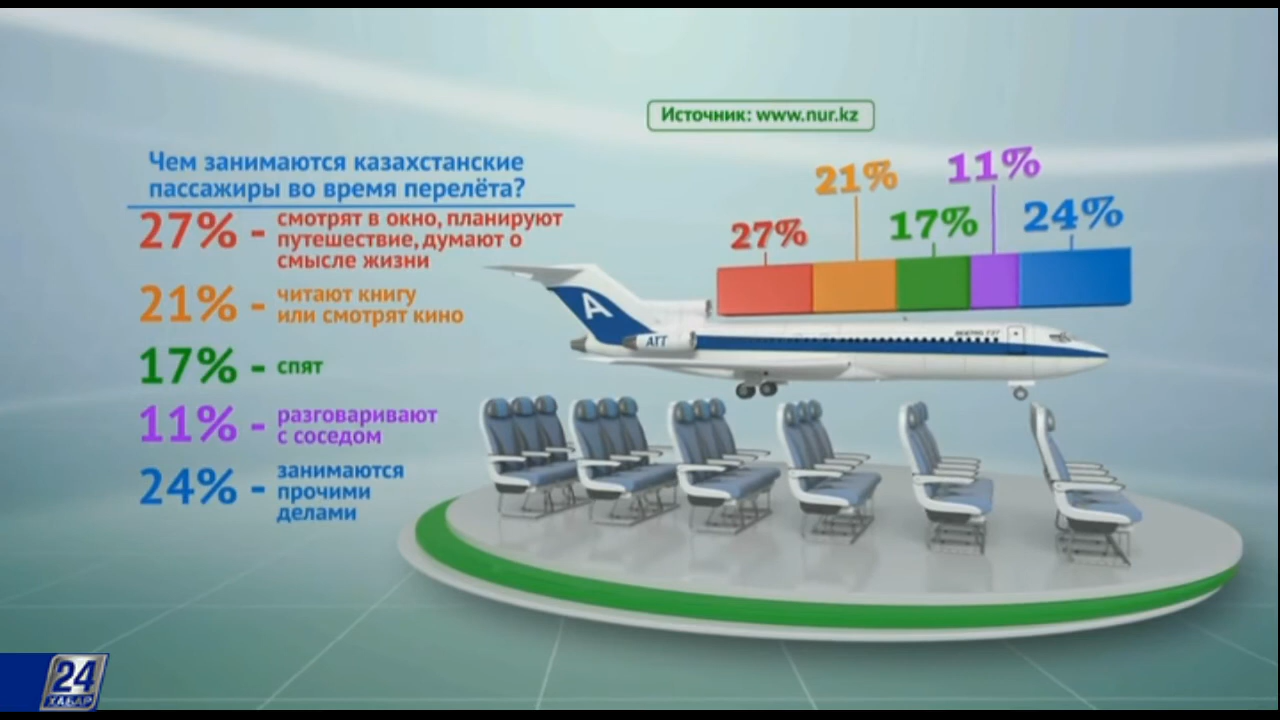 Источник: www.nur.kz
Чем занимаются казахстанские
пассажиры во время перелёта?
27% - смотрят в окно, планируют
путешествие, думают о
смысле жизни
21% - читают книгу
или смотрят кино
17% - спят
11% - разговаривают
с соседом
24% - занимаются
прочими
делами
27%
21%
17%
11%
24%
A
ATT
BOEING 727
24
ХАБАР